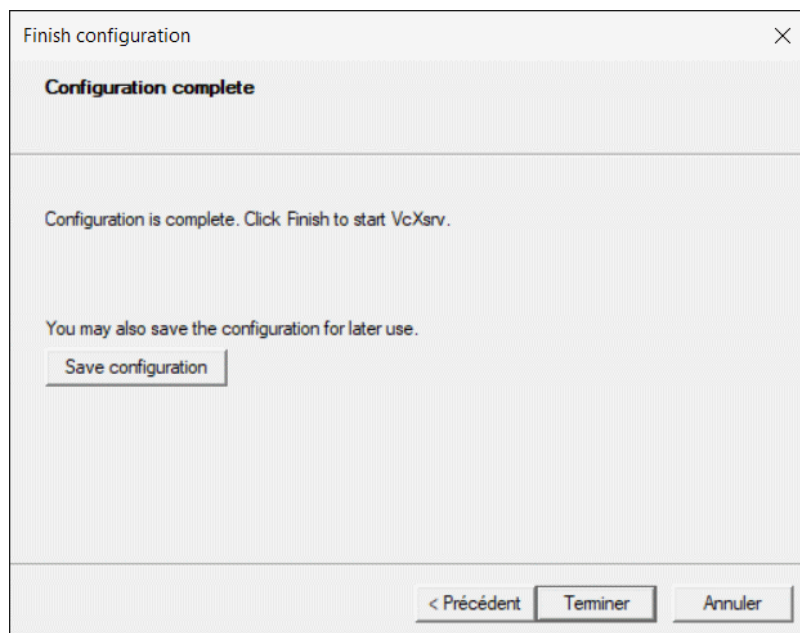 Finish configuration
Configuration complete
Configuration is complete. Click Finish to start VcXsrv.
You may also save the configuration for later use.
Save configuration
< Précédent Terminer Annuler